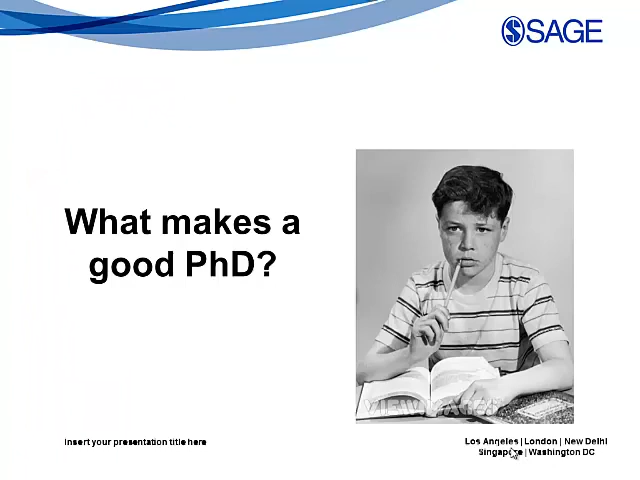 SAGE
What makes a
good PhD?
Insert your presentation title here
Los Angeles | London | New Delhi
Singapore | Washington DC